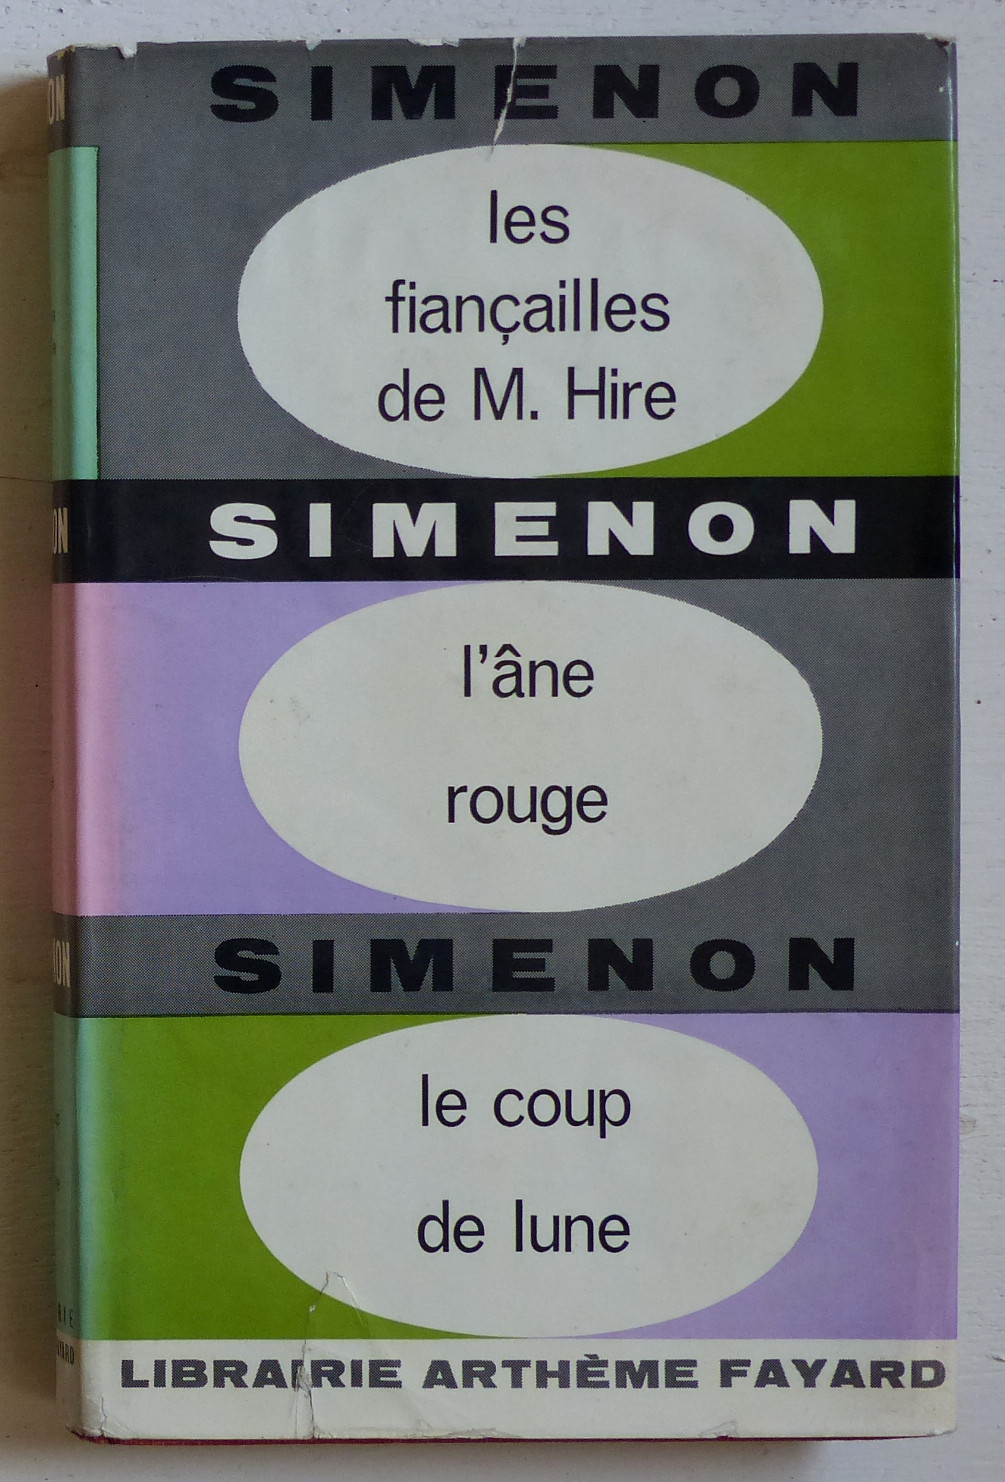 SIMENON
les
fiançailles
de M. Hire
SIMENON
l'âne
rouge
SIMENON
le coup
de lune
LIBRAIRIE ARTHÈME FAYARD